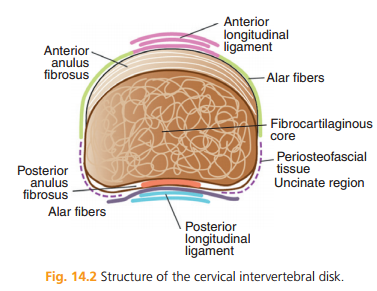 Anterior
longitudinal
ligament
Anterior
anulus
fibrosus
Alar fibers
Fibrocartilaginous
core
Periosteofascial
tissue
Uncinate region
Posterior
anulus
fibrosus
Alar fibers
Posterior
longitudinal
ligament
Fig. 14.2 Structure of the cervical intervertebral disk.